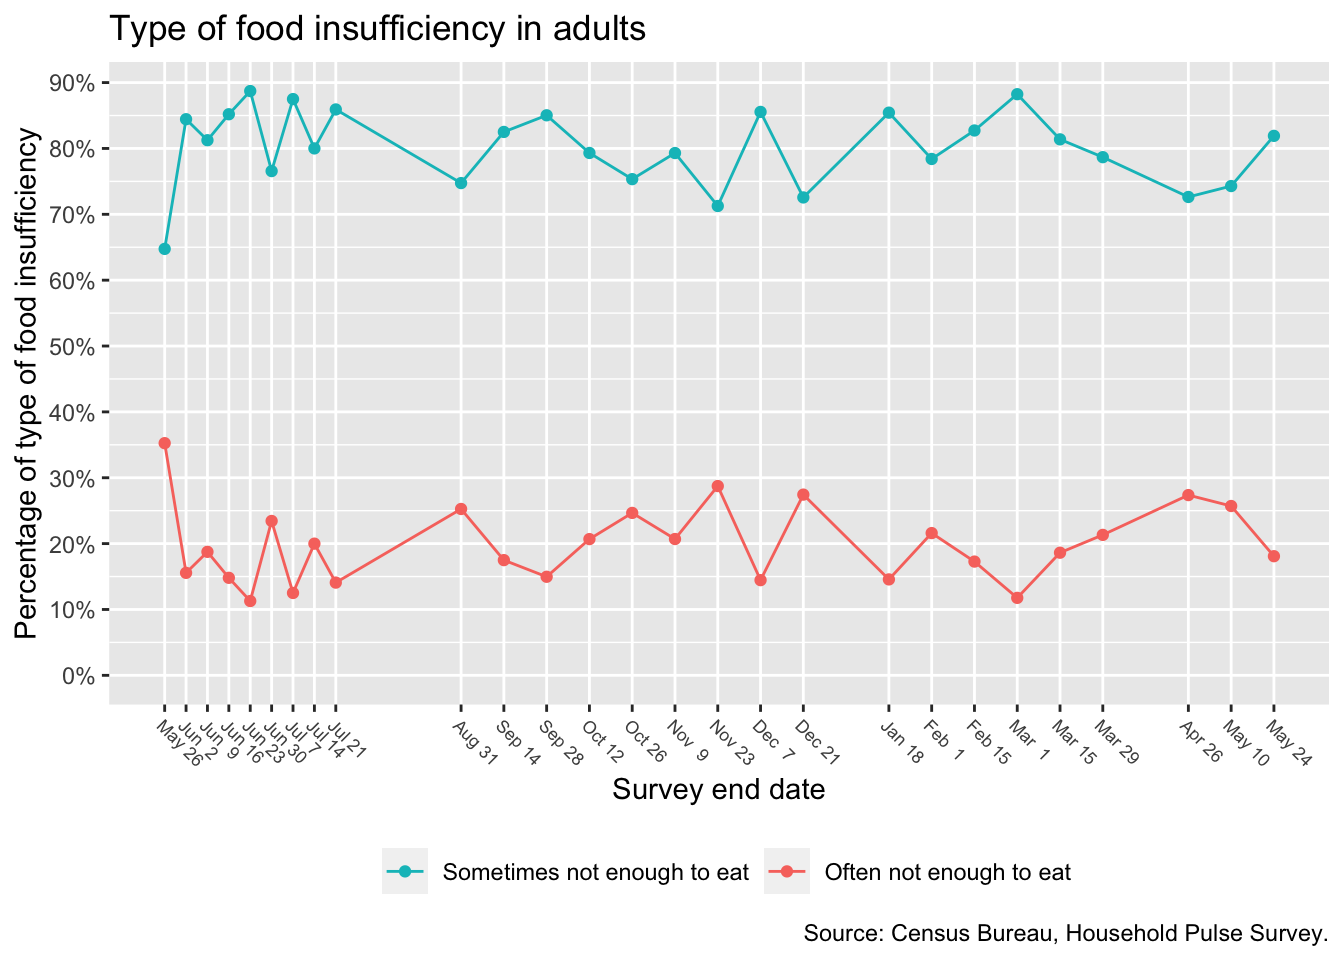 Type of food insufficiency in adults
Percentage of type of food insufficiency
90%
80%
70%
60%
50%
40%
30%
20%
10%
0%
May 26
Jun 2
Jun 9
Jun 16
Jun 23
Jun 30
Jul 7
Jul 14
Jul 21
Aug 31
Sep 14
Sep 28
Oct 12
Oct 26
Nov 9
Nov 23
Dec 7
Dec 21
Jan 18
Feb 1
Feb 15
Mar 1
Mar 15
Mar 29
Apr 26
May 10
May 24
Survey end date
Sometimes not enough to eat
Often not enough to eat
Source: Census Bureau, Household Pulse Survey.